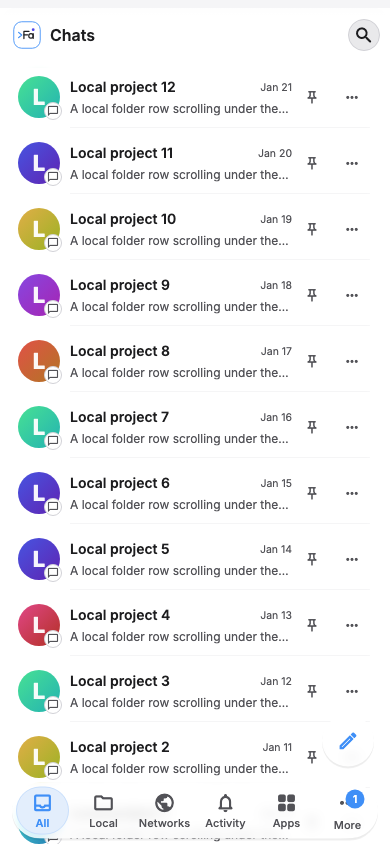 Fa
Chats
L
Local project 12
Jan 21
A local folder row scrolling under the...
L
Local project 11
Jan 20
A local folder row scrolling under the...
L
Local project 10
Jan 19
A local folder row scrolling under the...
L
Local project 9
Jan 18
A local folder row scrolling under the...
L
Local project 8
Jan 17
A local folder row scrolling under the...
L
Local project 7
Jan 16
A local folder row scrolling under the...
L
Local project 6
Jan 15
A local folder row scrolling under the...
L
Local project 5
Jan 14
A local folder row scrolling under the...
L
Local project 4
Jan 13
A local folder row scrolling under the...
L
Local project 3
Jan 12
A local folder row scrolling under the...
L
Local project 2
Jan 11
A local folder row scrolling under the...
1
All
Local
Networks
Activity
Apps
More